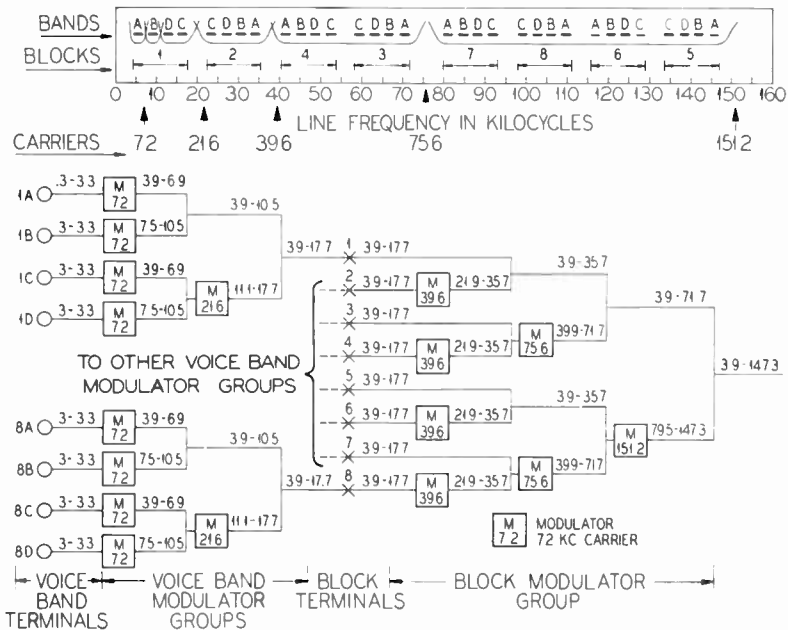 BANDS A B D C C D B A A B D C C D B A A B D C C D B A A B D C C D B A
BLOCKS 1 2 4 3 7 8 6 5
0 10 20 30 40 50 60 70 80 90 100 110 120 130 140 150 160
LINE FREQUENCY IN KILOCYCLES
CARRIERS 72 216 396 756 1512
1A .3-33 M 72 39-69
39-105
1B 3-33 M 72 75-105
39-177
1C 3-33 M 72 39-69
1D 3-33 M 72 75-105 M 216 111-177
1 39-177
39-357
2 39-177 M 396 219-357
39-717
3 39-177
4 39-177 M 396 219-357 M 756 399-717
TO OTHER VOICE BAND
MODULATOR GROUPS
39-1473
5 39-177
39-357
6 39-177 M 396 219-357
M 1512 795-1473
7 39-177
8 39-177 M 396 219-357 M 756 399-717
8A 3-33 M 72 39-69
39-105
8B 3-33 M 72 75-105
39-17.7
8C 3-33 M 72 39-69
8D 3-33 M 72 75-105 M 216 111-177
M 7 2 MODULATOR
72 KC CARRIER
VOICE BAND TERMINALS
VOICE BAND MODULATOR GROUPS
BLOCK TERMINALS
BLOCK MODULATOR GROUP